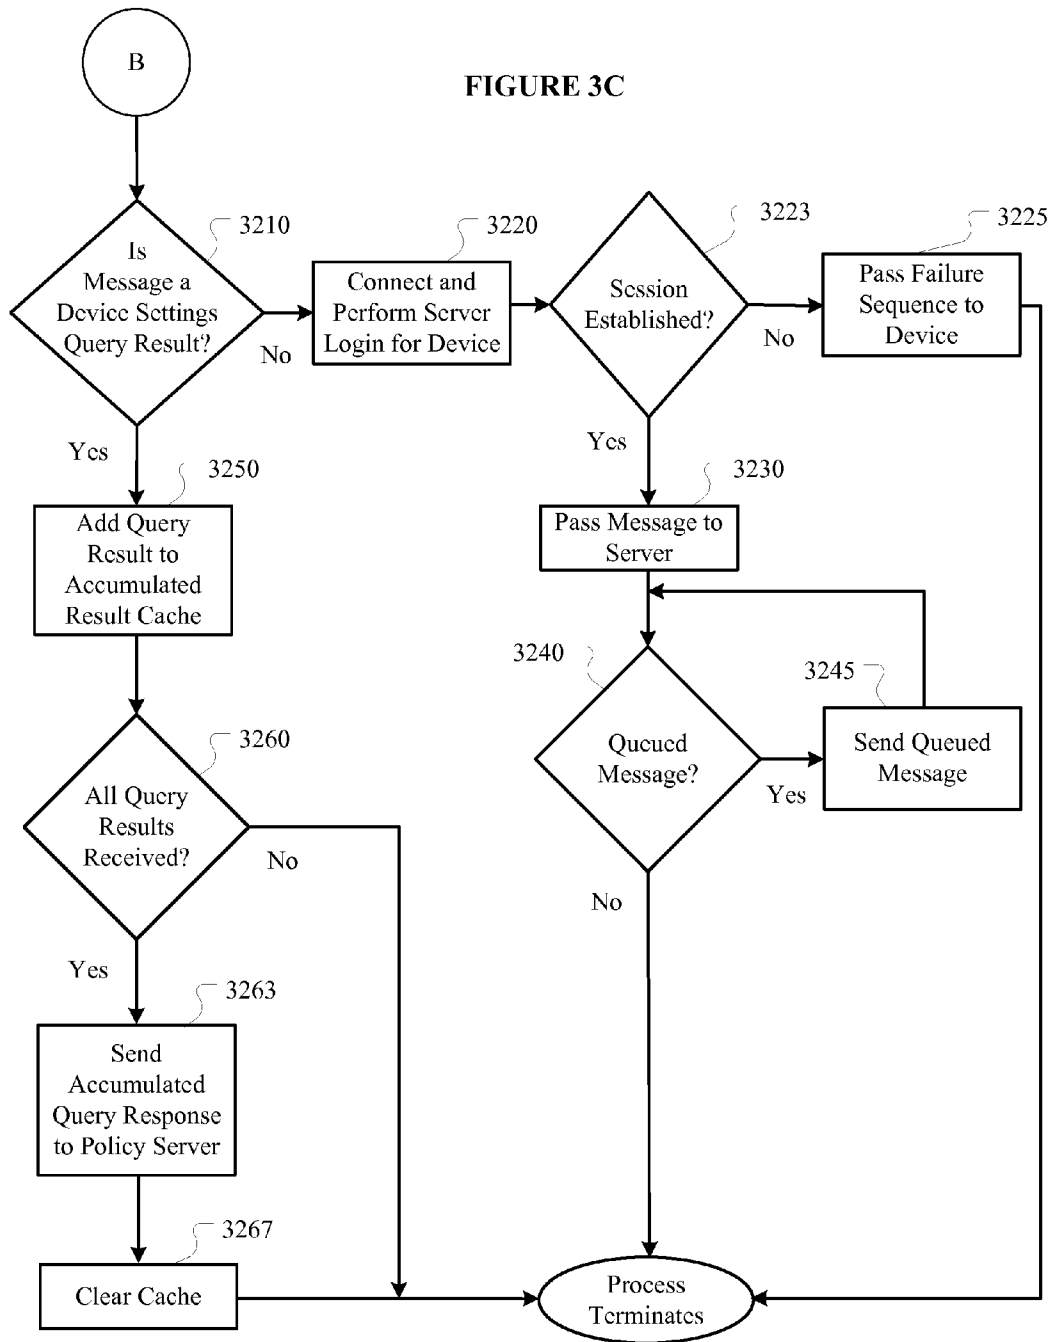 B
FIGURE 3C
3210
Is
Message a
Device Settings
Query Result?
No
Yes
3220
Connect and
Perform Server
Login for Device
3223
Session
Established?
No
Yes
3225
Pass Failure
Sequence to
Device
3250
Add Query
Result to
Accumulated
Result Cache
3230
Pass Message to
Server
3240
Queued
Message?
Yes
No
3245
Send Queued
Message
3260
All Query
Results
Received?
No
Yes
3263
Send
Accumulated
Query Response
to Policy Server
3267
Clear Cache
Process
Terminates